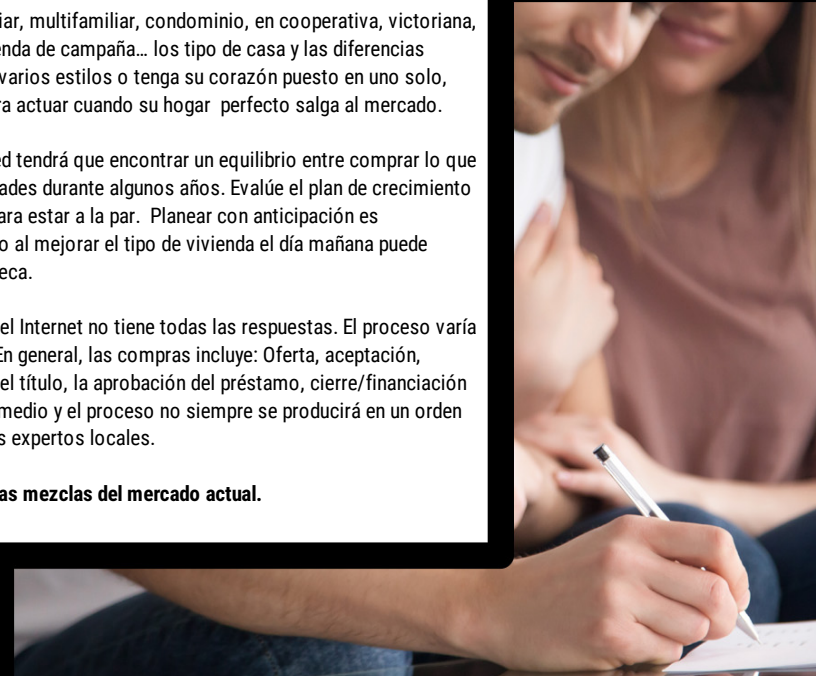 iar, multifamiliar, condominio, en cooperativa, victoriana,
enda de campaña... los tipo de casa y las diferencias
varios estilos o tenga su corazón puesto en uno solo,
ra actuar cuando su hogar perfecto salga al mercado.
ed tendrá que encontrar un equilibrio entre comprar lo que
ades durante algunos años. Evalúe el plan de crecimiento
ara estar a la par. Planear con anticipación es
o al mejorar el tipo de vivienda el día mañana puede
eca.
el Internet no tiene todas las respuestas. El proceso varía
En general, las compras incluye: Oferta, aceptación,
el título, la aprobación del préstamo, cierre/financiación
medio y el proceso no siempre se producirá en un orden
s expertos locales.
as mezclas del mercado actual.